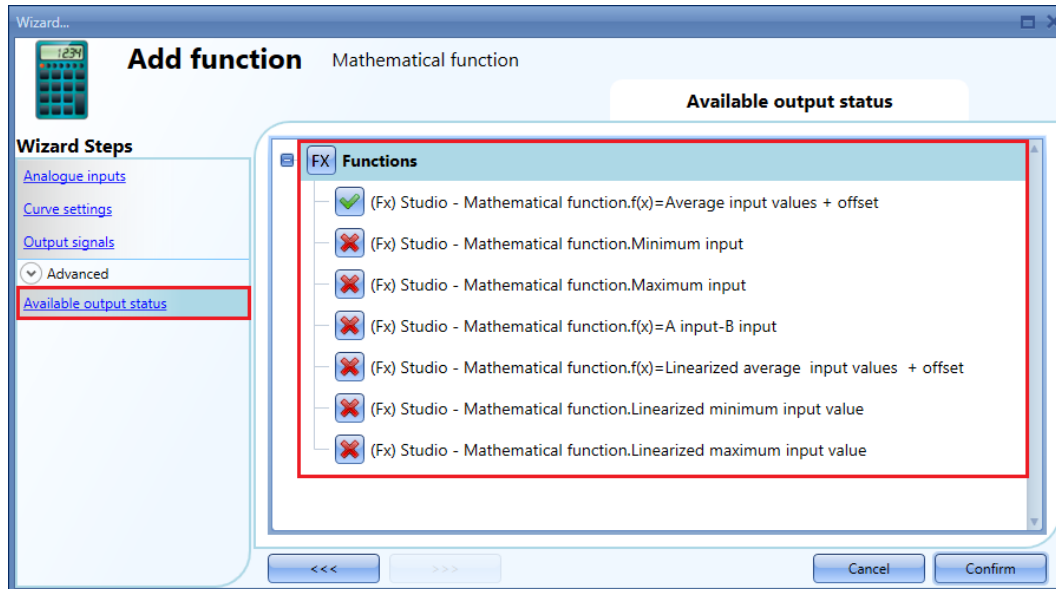 Wizard...
1234
Add function
Mathematical function
Available output status
Wizard Steps
Analogue inputs
Curve settings
Output signals
Advanced
Available output status
FX Functions
(Fx) Studio - Mathematical function.f(x)=Average input values + offset
(Fx) Studio - Mathematical function.Minimum input
(Fx) Studio - Mathematical function.Maximum input
(Fx) Studio - Mathematical function.f(x)=A input-B input
(Fx) Studio - Mathematical function.f(x)=Linearized average  input values  + offset
(Fx) Studio - Mathematical function.Linearized minimum input value
(Fx) Studio - Mathematical function.Linearized maximum input value
<<<
>>>
Cancel
Confirm